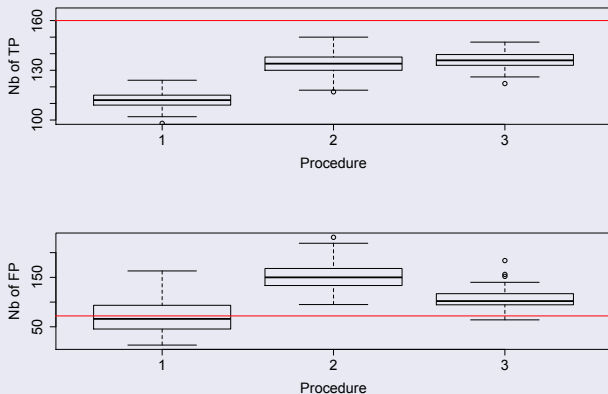 160
130
100
Nb of TP
1 2 3
Procedure
150
50
Nb of FP
1 2 3
Procedure